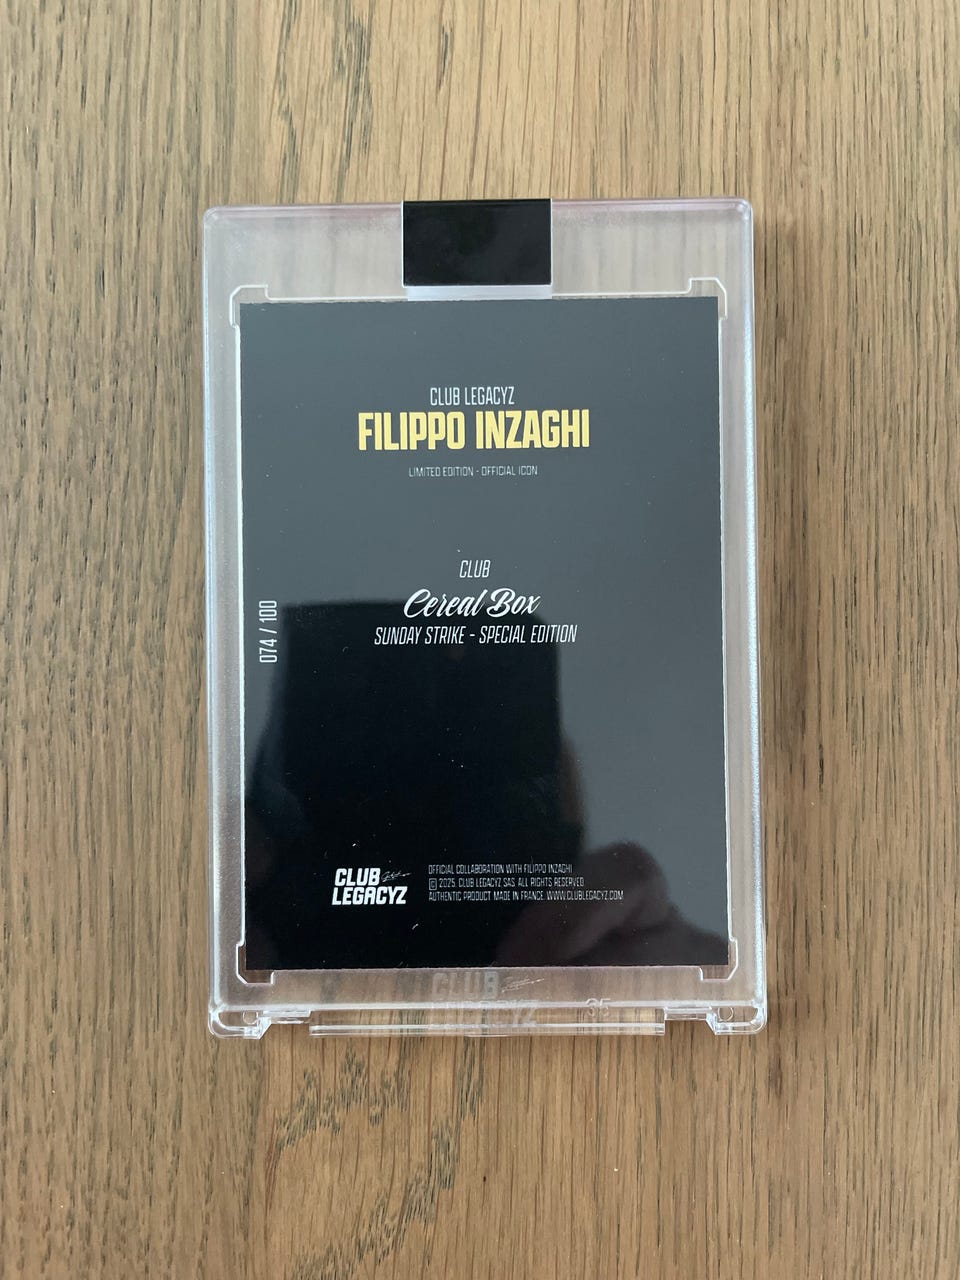 CLUB LEGACYZ
FILIPPO INZAGHI
LIMITED EDITION - OFFICIAL ICON
CLUB
Cereal Box
SUNDAY STRIKE - SPECIAL EDITION
074 / 100
CLUB
LEGACYZ
OFFICIAL COLLABORATION WITH FILIPPO INZAGHI
© 2025. CLUB LEGACYZ SAS. ALL RIGHTS RESERVED.
AUTHENTIC PRODUCT MADE IN FRANCE. WWW.CLUBLEGACYZ.COM
CLUB
LEGACYZ
35